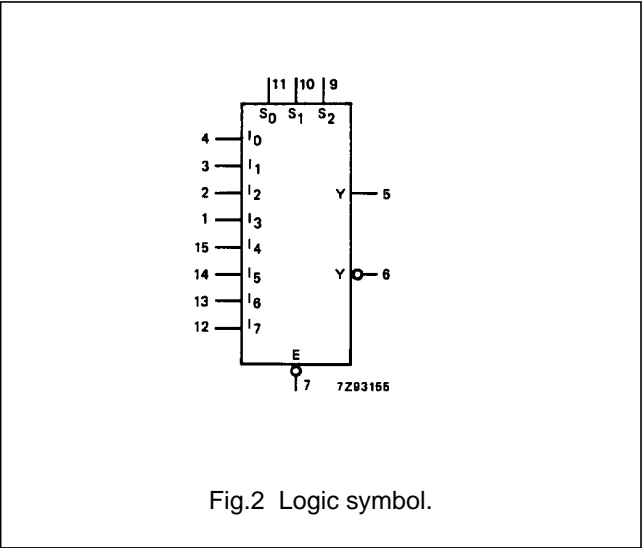 11 10 9
S0 S1 S2
4 I0
3 I1
2 I2 Y 5
1 I3
15 I4
14 I5 Y 6
13 I6
12 I7
E
7 7Z93155
Fig.2 Logic symbol.